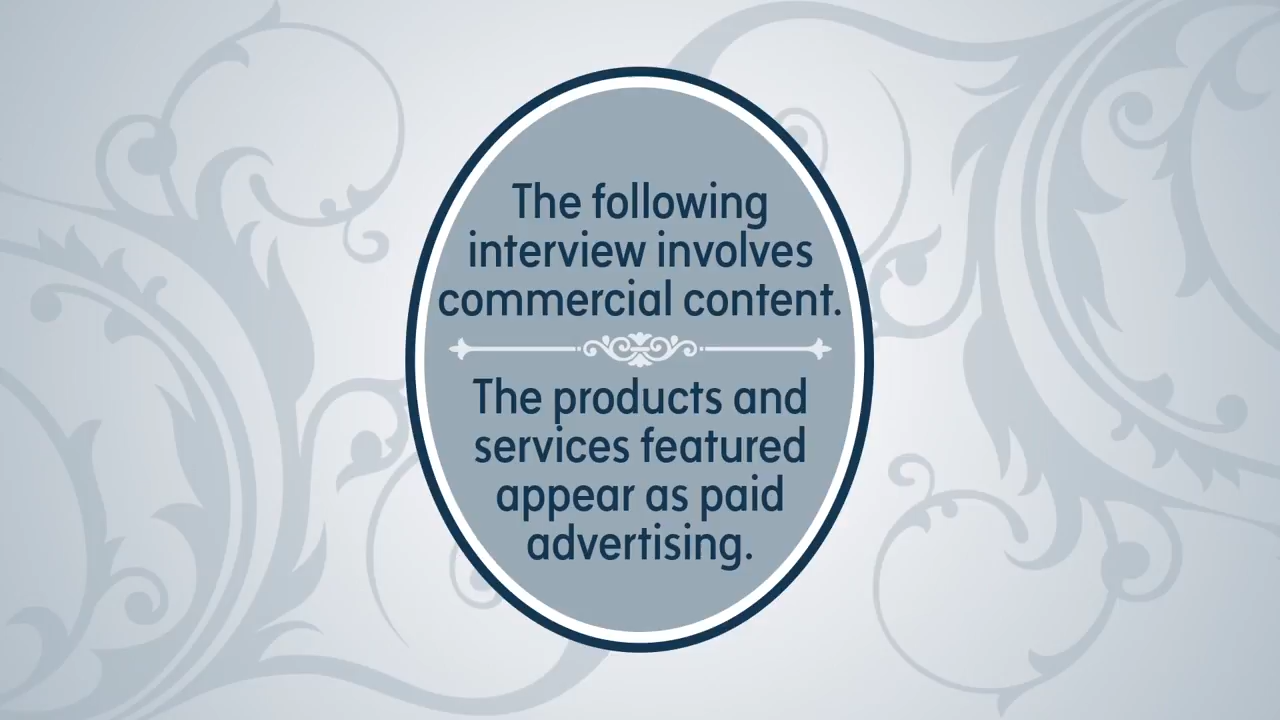 The following
interview involves
commercial content.
The products and
services featured
appear as paid
advertising.